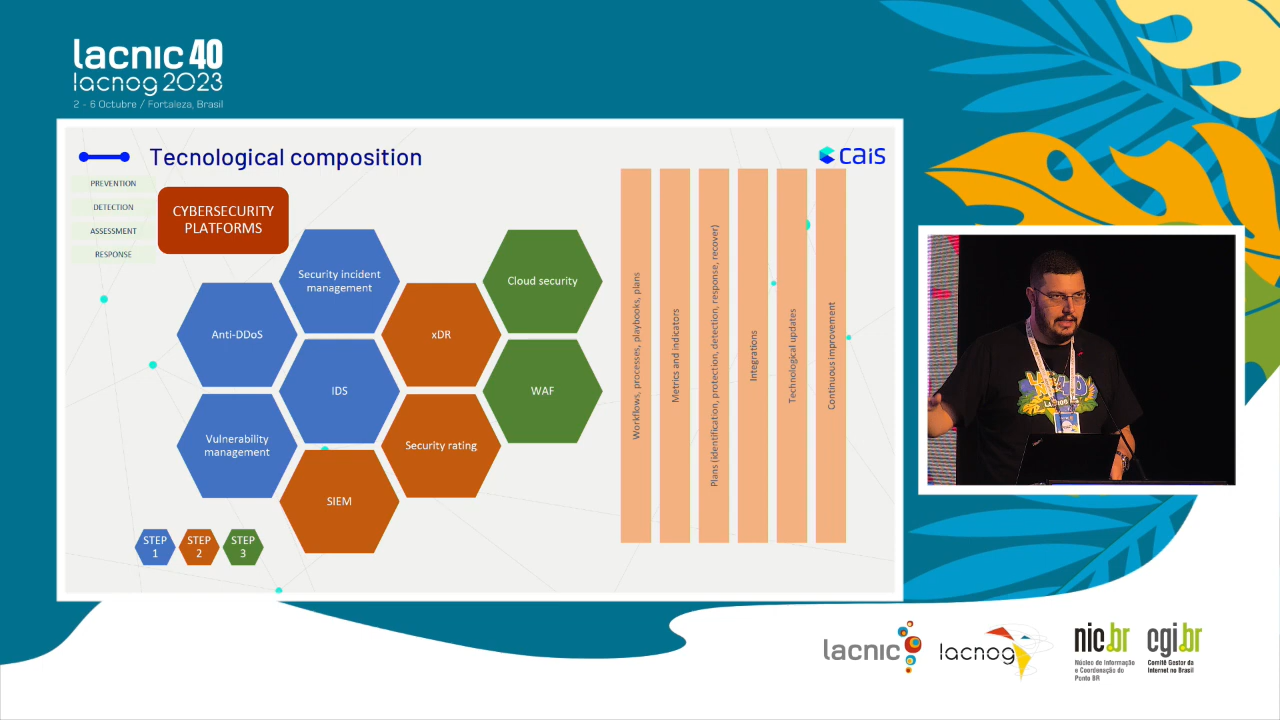 lacnic 40
lacnog 2023
2 - 6 Octubre / Fortaleza, Brasil
Tecnological composition
cais
PREVENTION
DETECTION
ASSESSMENT
RESPONSE
CYBERSECURITY
PLATFORMS
Security incident
management
Cloud security
Anti-DDoS
xDR
IDS
WAF
Vulnerability
management
Security rating
SIEM
STEP
1
STEP
2
STEP
3
Workflows, processes, playbooks, plans
Metrics and indicators
Plans (identification, protection, detection, response, recover)
Integrations
Technological updates
Continuous improvement
lacnic
lacnog
nic.br
Núcleo de Informação
e Coordenação do
Ponto BR
cgi.br
Comitê Gestor da
Internet no Brasil